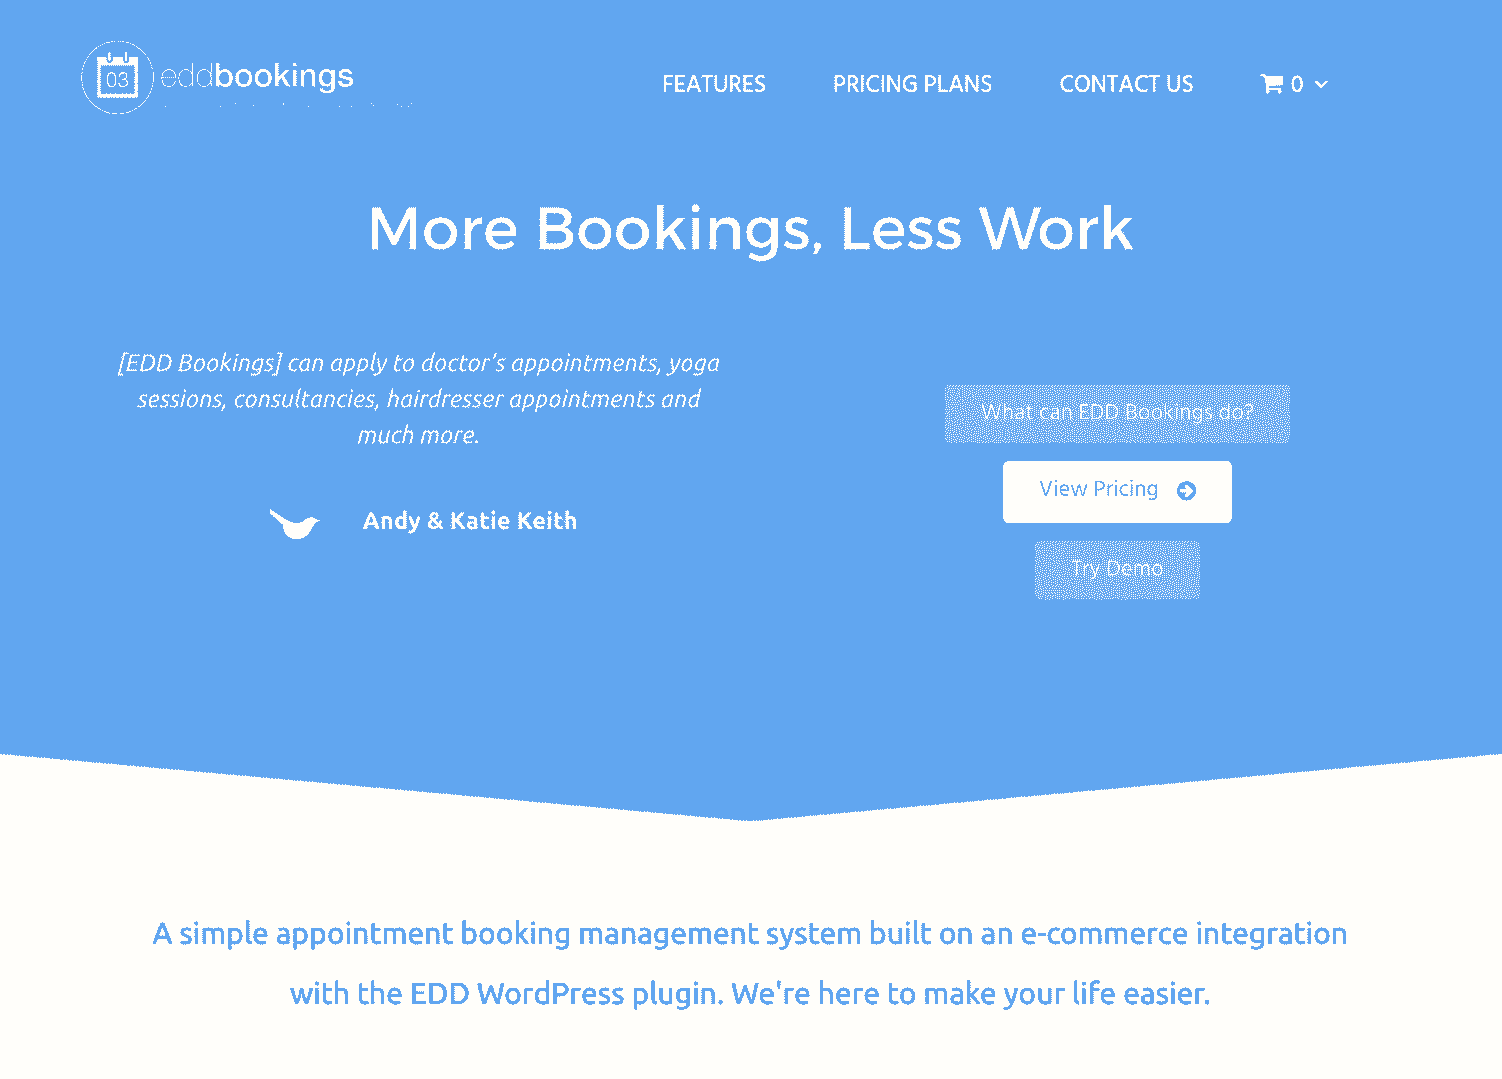 03 eddbookings
FEATURES PRICING PLANS CONTACT US 0
More Bookings, Less Work
[EDD Bookings] can apply to doctor's appointments, yoga
sessions, consultancies, hairdresser appointments and
much more.
Andy & Katie Keith
What can EDD Bookings do?
View Pricing
Try Demo
A simple appointment booking management system built on an e-commerce integration
with the EDD WordPress plugin. We're here to make your life easier.